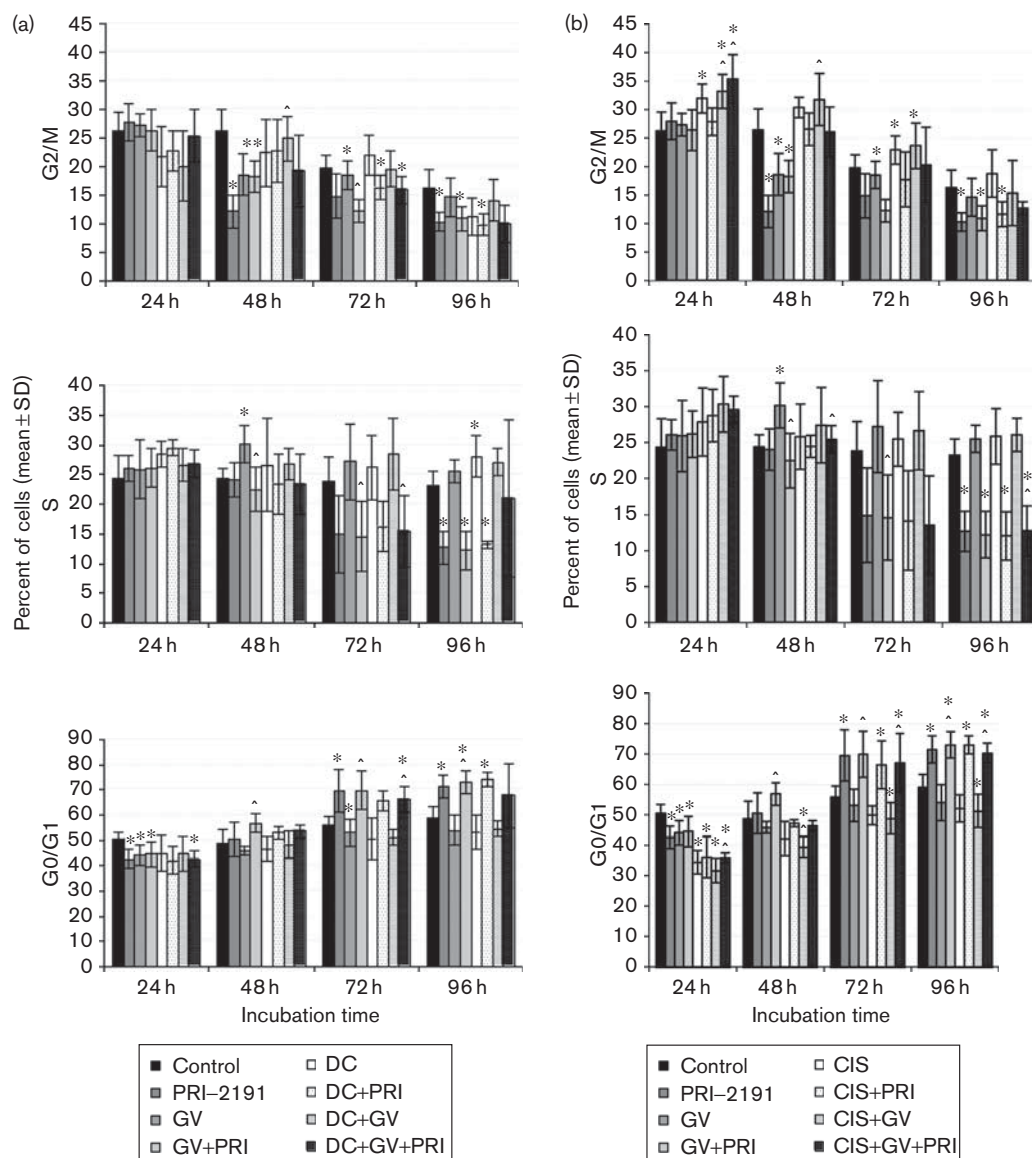 (a)
45
40
35
30
25
20
15
10
5
0
G2/M
* ** * ^ * ^ * * * * *
24 h 48 h 72 h 96 h
40
35
30
25
20
15
10
5
0
Percent of cells (mean±SD)
S
* ^ ^ ^ * * * *
24 h 48 h 72 h 96 h
90
80
70
60
50
40
30
20
10
0
G0/G1
*** * ^ * * ^ * ^ * * ^ *
24 h 48 h 72 h 96 h
Incubation time
Control DC
PRI–2191 DC+PRI
GV DC+GV
GV+PRI DC+GV+PRI
(b)
45
40
35
30
25
20
15
10
5
0
G2/M
* * ^ * ^ * * * ^ * * * * * *
24 h 48 h 72 h 96 h
40
35
30
25
20
15
10
5
0
Percent of cells (mean±SD)
S
* ^ ^ ^ * * * * ^
24 h 48 h 72 h 96 h
90
80
70
60
50
40
30
20
10
0
G0/G1
*** * * * * ^ ^ * ^ * ^ * * * ^ * * ^ * * * ^
24 h 48 h 72 h 96 h
Incubation time
Control CIS
PRI–2191 CIS+PRI
GV CIS+GV
GV+PRI CIS+GV+PRI